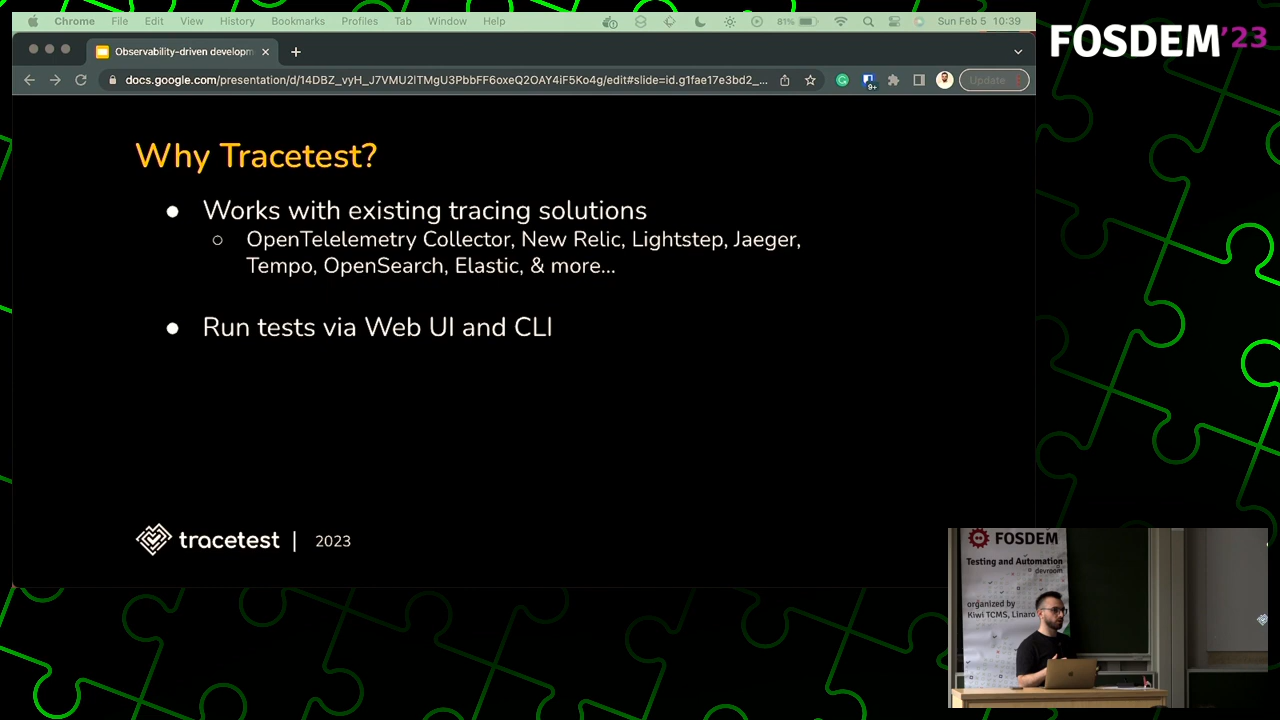 Chrome File Edit View History Bookmarks Profiles Tab Window Help 81% Sun Feb 5 10:39
FOSDEM'23
Observability-driven developm
docs.google.com/presentation/d/14DBZ_vyH_J7VMU2lTMgU3PbbFF6oxeQ2OAY4iF5Ko4g/edit#slide=id.g1fae17e3bd2_... 9+ Update
Why Tracetest?
● Works with existing tracing solutions
○ OpenTelelemetry Collector, New Relic, Lightstep, Jaeger,
Tempo, OpenSearch, Elastic, & more...
● Run tests via Web UI and CLI
tracetest | 2023
FOSDEM
Testing and Automation
devroom
organized by
Kiwi TCMS, Linaro